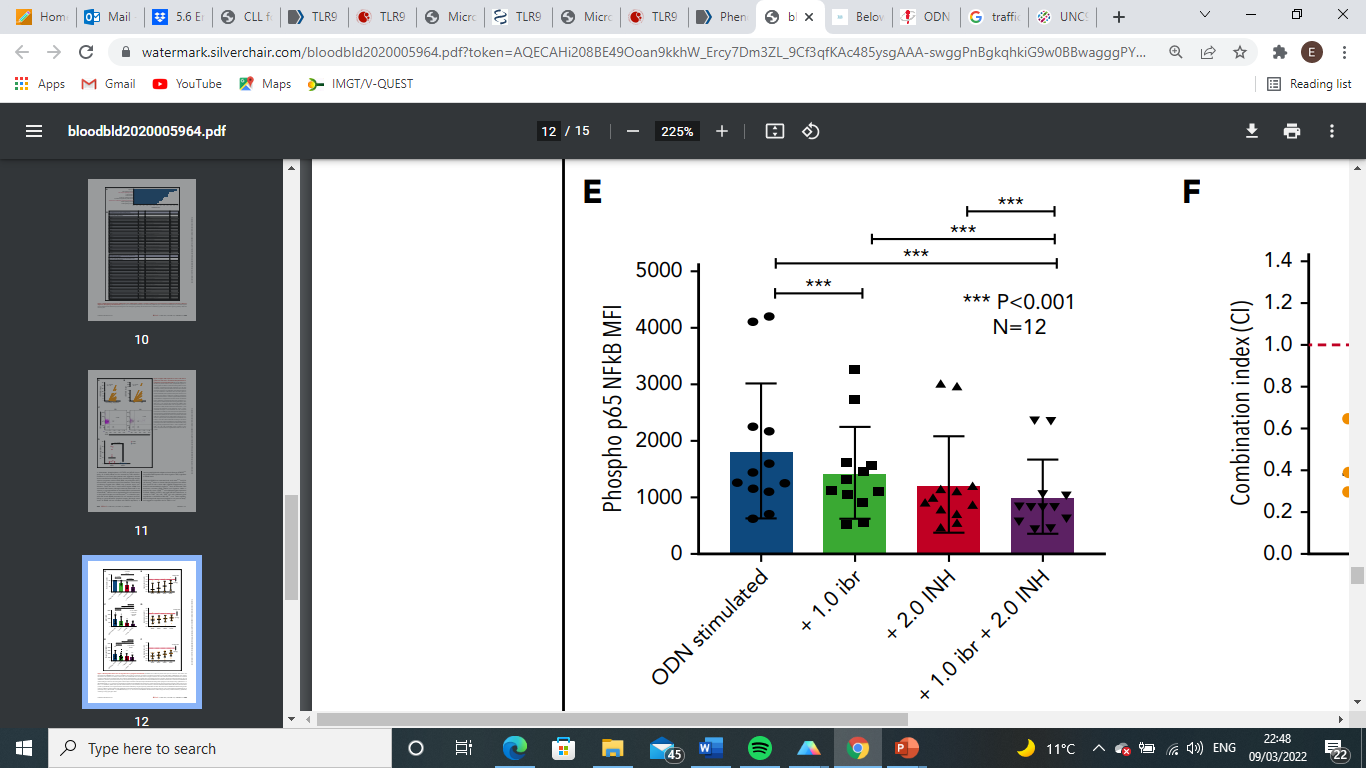 Hom
Mail
5.6 Er
CLL f
TLR9
TLR9
Micro
TLR9
Micro
TLR9
Phen
bl
Belov
ODN
traffic
UNC9
watermark.silverchair.com/bloodbld2020005964.pdf?token=AQECAHi208BE49Ooan9kkhW_Ercy7Dm3ZL_9Cf3qfKAc485ysgAAA-swggPnBgkqhkiG9w0BBwagggPY...
E
Apps
Gmail
YouTube
Maps
IMGT/V-QUEST
Reading list
bloodbld2020005964.pdf
12 / 15
225%
10
11
12
E
***
***
***
***
*** P<0.001
N=12
Phospho p65 NFkB MFI
5000
4000
3000
2000
1000
0
ODN stimulated
+ 1.0 ibr
+ 2.0 INH
+ 1.0 ibr + 2.0 INH
F
Combination index (CI)
1.4
1.2
1.0
0.8
0.6
0.4
0.2
0.0
Type here to search
45
11°C
ENG
22:48
09/03/2022
22